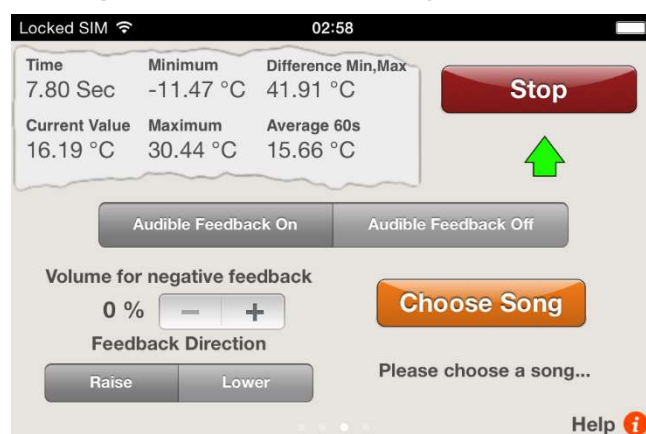 Locked SIM 02:58
Time Minimum Difference Min,Max
7.80 Sec -11.47 °C 41.91 °C
Stop
Current Value Maximum Average 60s
16.19 °C 30.44 °C 15.66 °C
Audible Feedback On Audible Feedback Off
Volume for negative feedback
0 % − +
Choose Song
Feedback Direction
Raise Lower
Please choose a song...
Help i